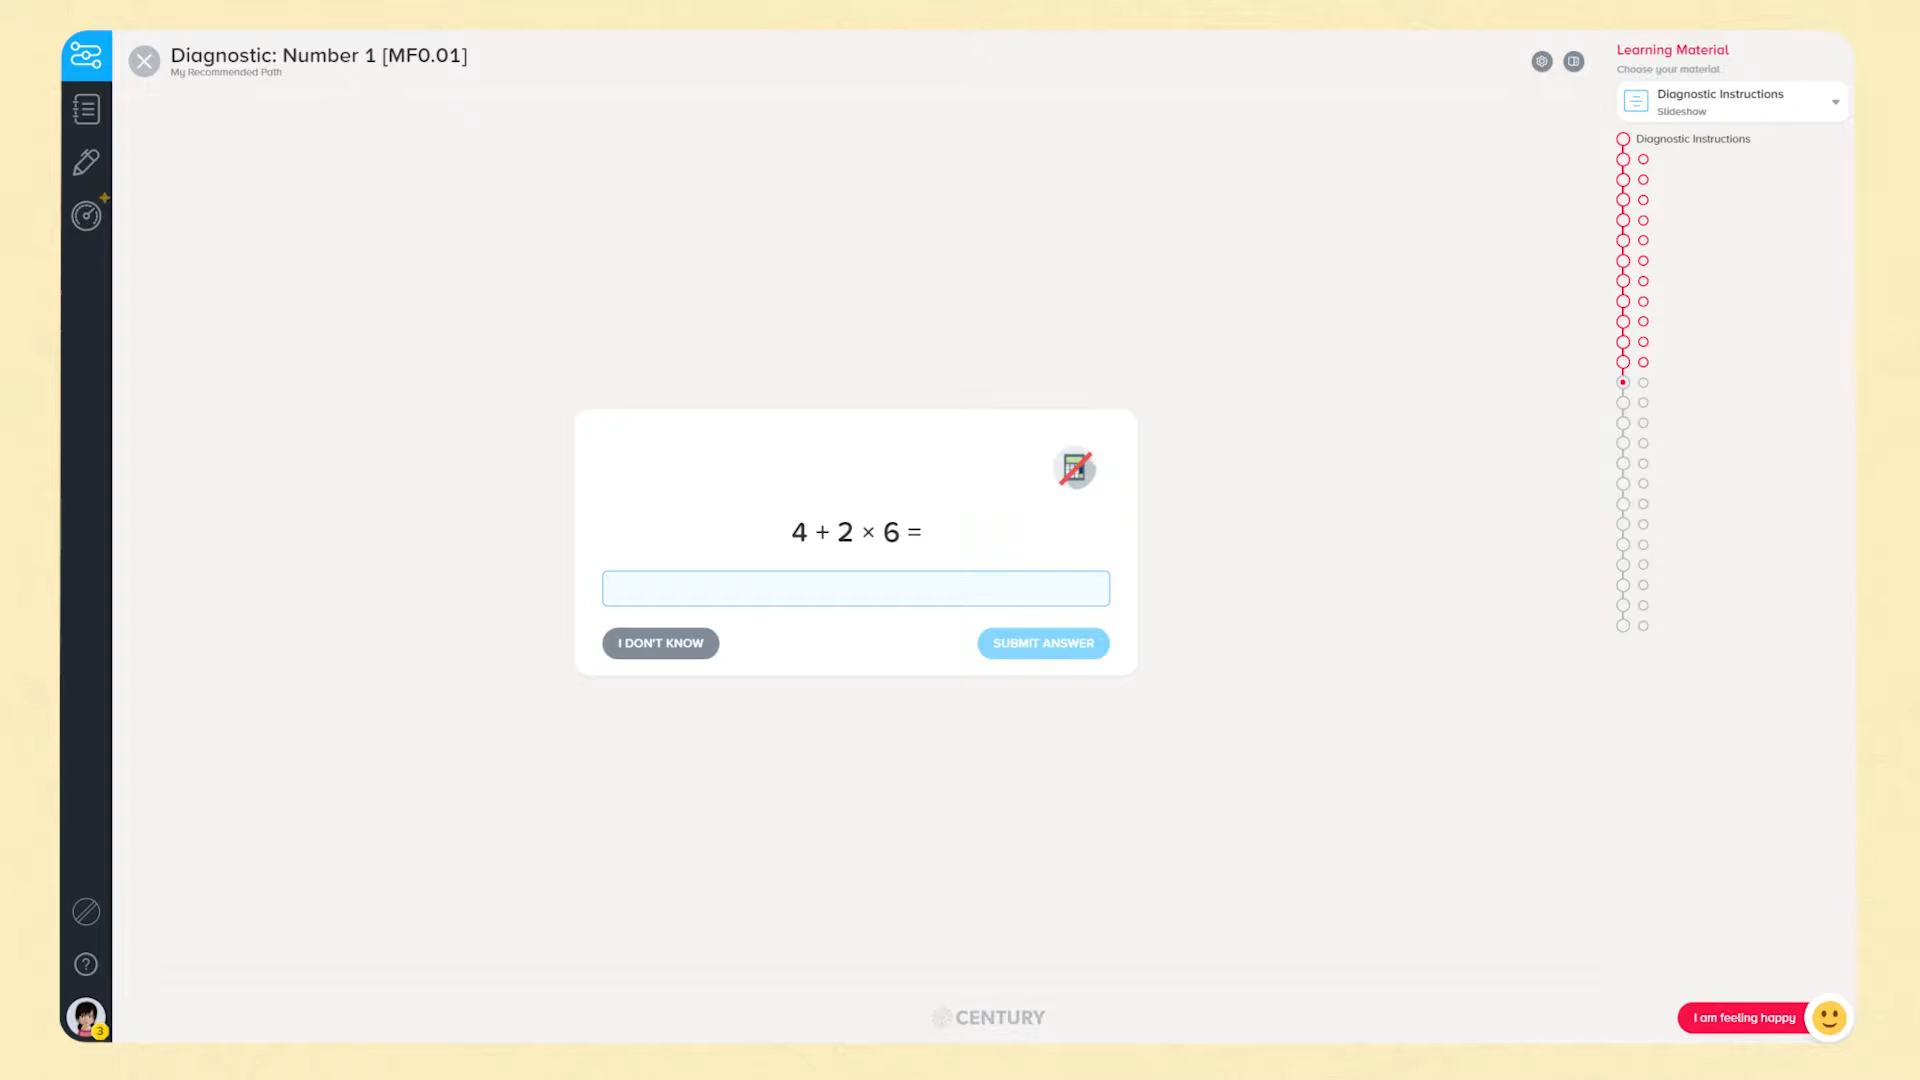 Diagnostic: Number 1 [MF0.01]
My Recommended Path
Learning Material
Choose your material
Diagnostic Instructions
Slideshow
Diagnostic Instructions
4 + 2 × 6 =
I DON'T KNOW
SUBMIT ANSWER
?
3
CENTURY
I am feeling happy